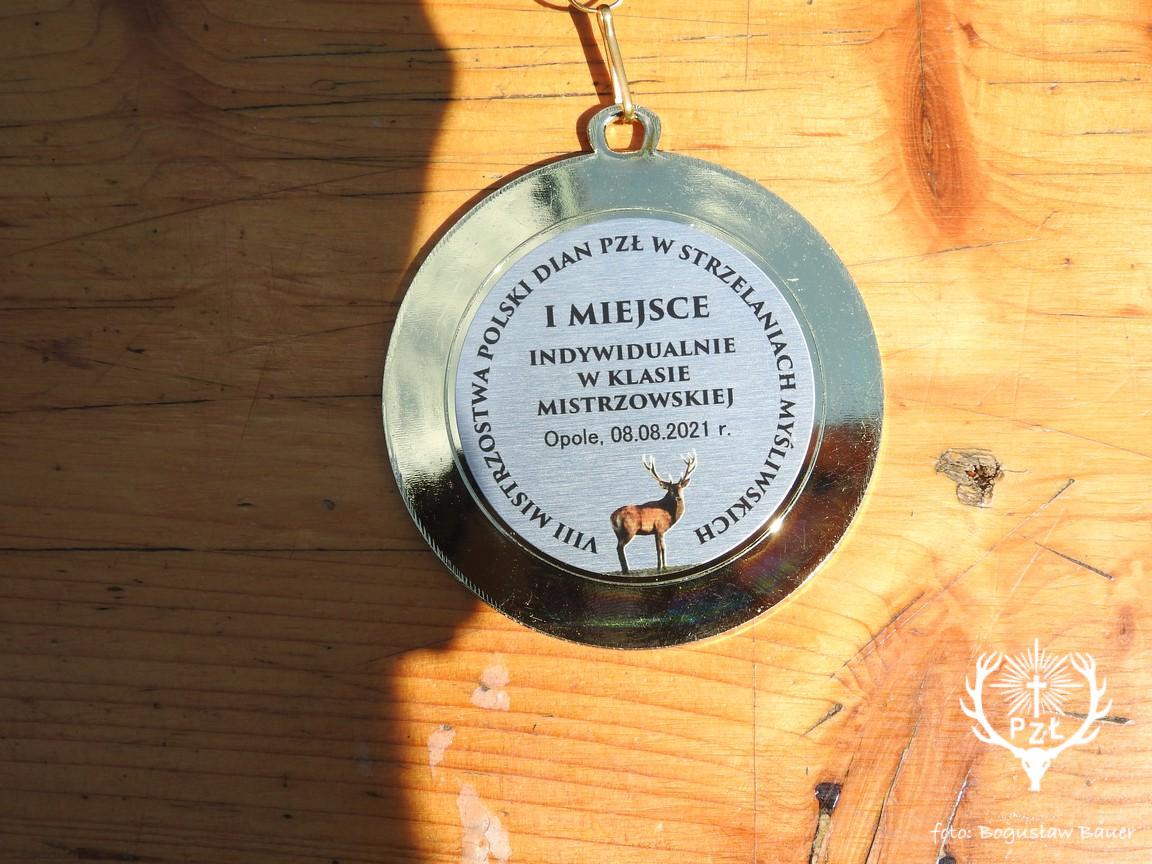 VIII MISTRZOSTWA POLSKI DIAN PZŁ W STRZELANIACH MYŚLIWSKICH
I MIEJSCE
INDYWIDUALNIE
W KLASIE
MISTRZOWSKIEJ
Opole, 08.08.2021 r.
PZŁ
foto: Bogusław Bauer